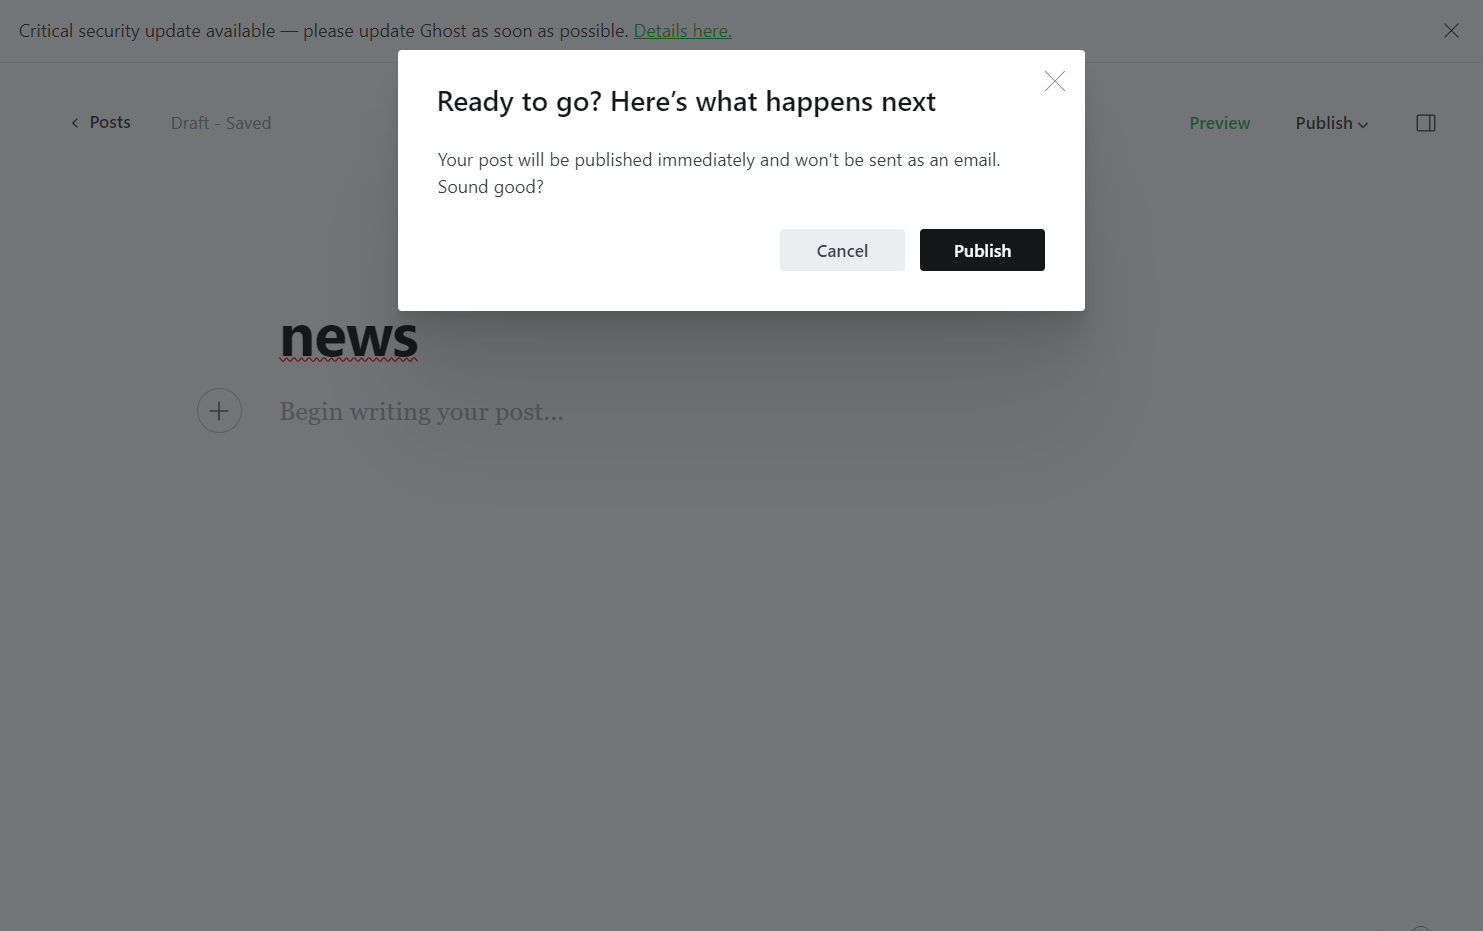 Critical security update available — please update Ghost as soon as possible. Details here.
Ready to go? Here’s what happens next
Posts
Draft - Saved
Preview
Publish
Your post will be published immediately and won't be sent as an email.
Sound good?
Cancel
Publish
news
Begin writing your post...